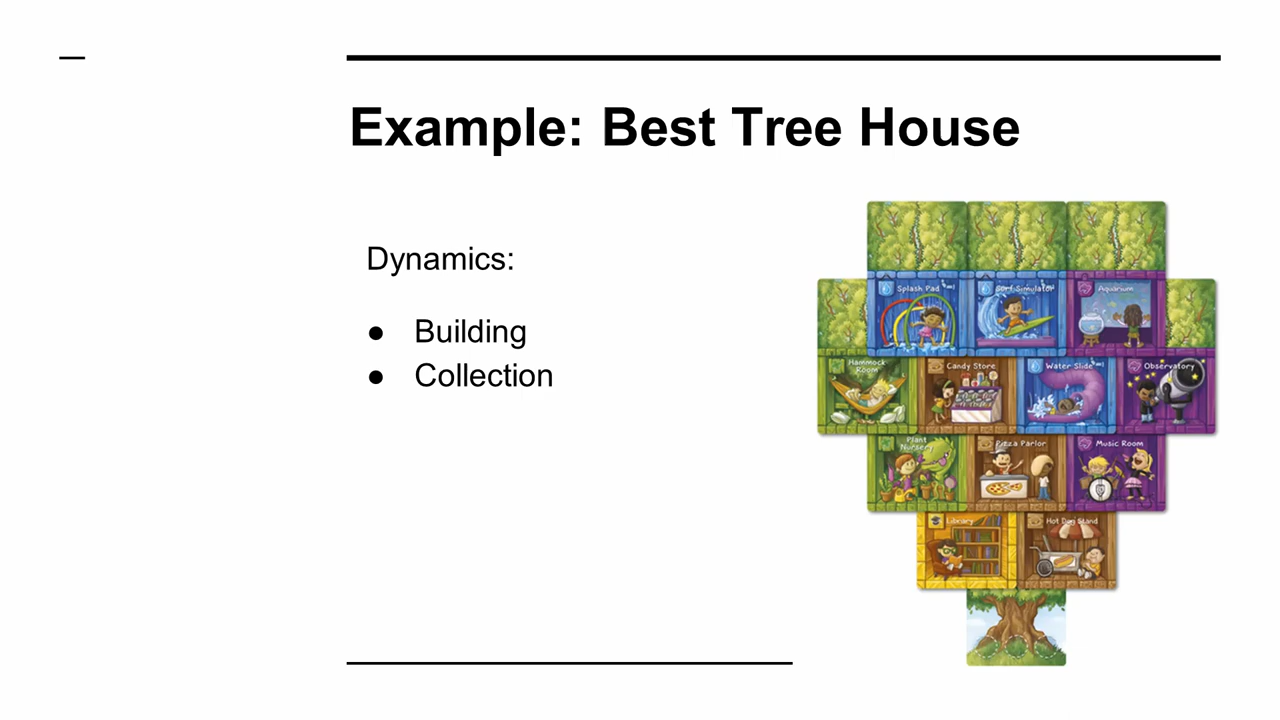 Example: Best Tree House
Dynamics:
● Building
● Collection
Splash Pad
Surf Simulator
Aquarium
Hammock
Room
Candy Store
Water Slide
Observatory
Plant
Nursery
Pizza Parlor
Music Room
Library
Hot Dog Stand